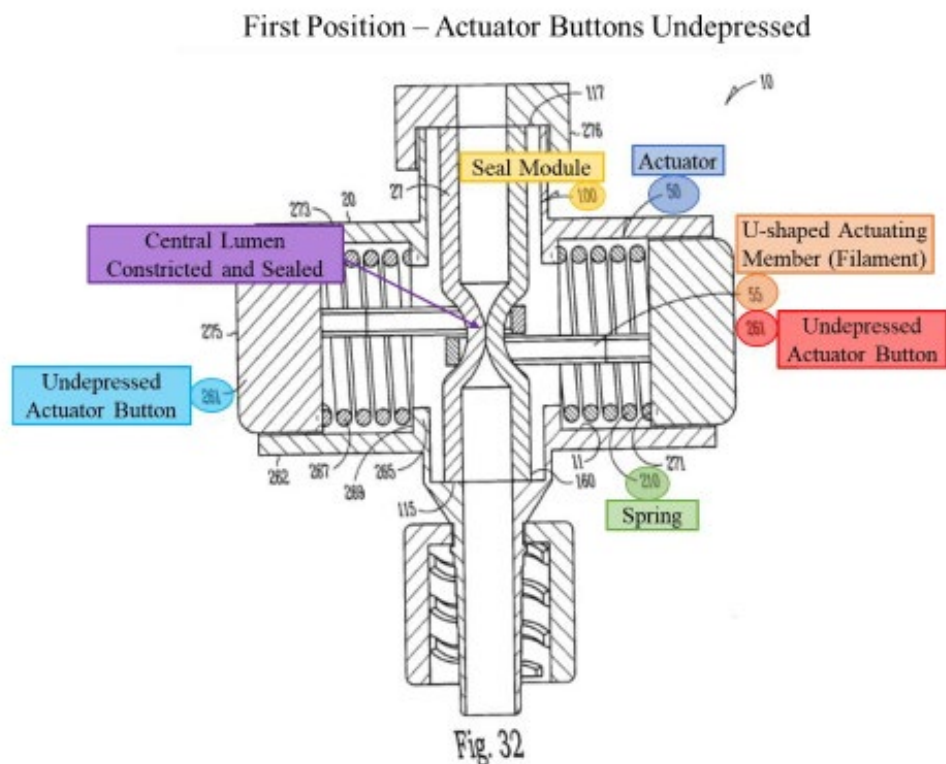 First Position – Actuator Buttons Undepressed
10
117
276
Seal Module
Actuator
27
100
50
273
20
U-shaped Actuating
Member (Filament)
Central Lumen
Constricted and Sealed
55
275
261
Undepressed
Actuator Button
Undepressed
Actuator Button
261
262
267
269
265
115
160
11
210
271
Spring
Fig. 32